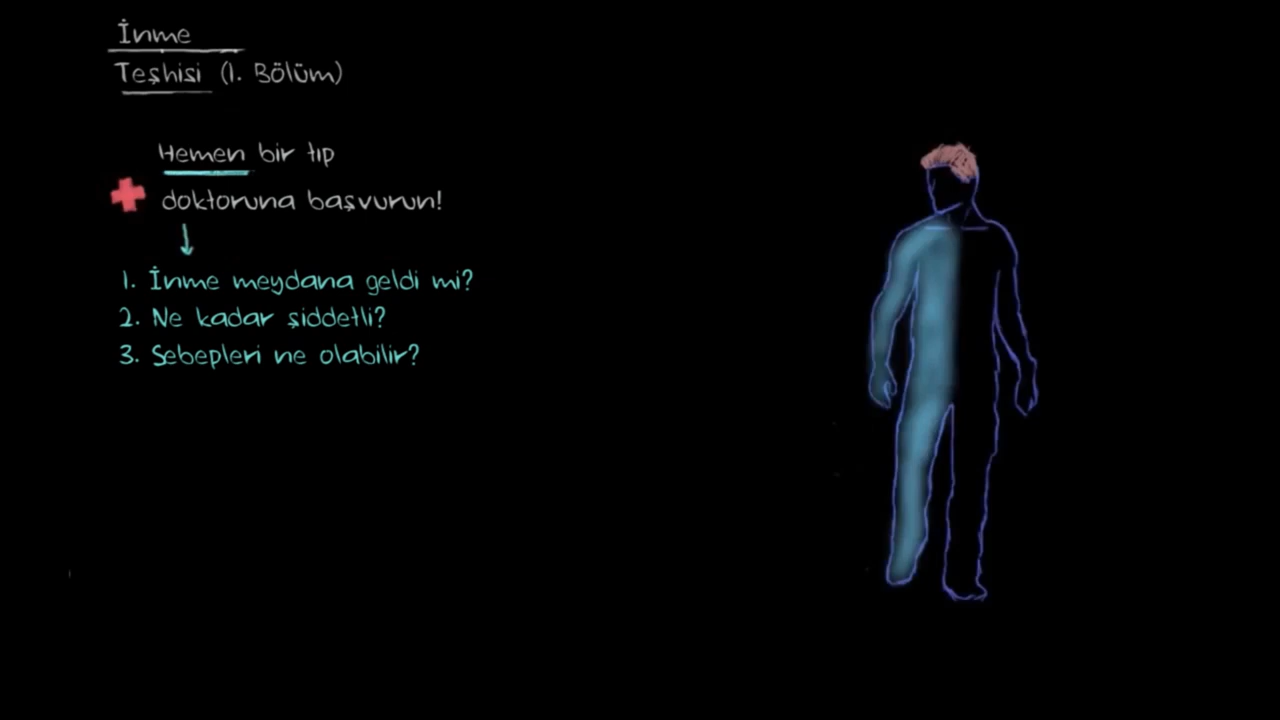 İnme
Teşhisi (1. Bölüm)
Hemen bir tıp
doktoruna başvurun!
1. İnme meydana geldi mi?
2. Ne kadar şiddetli?
3. Sebepleri ne olabilir?